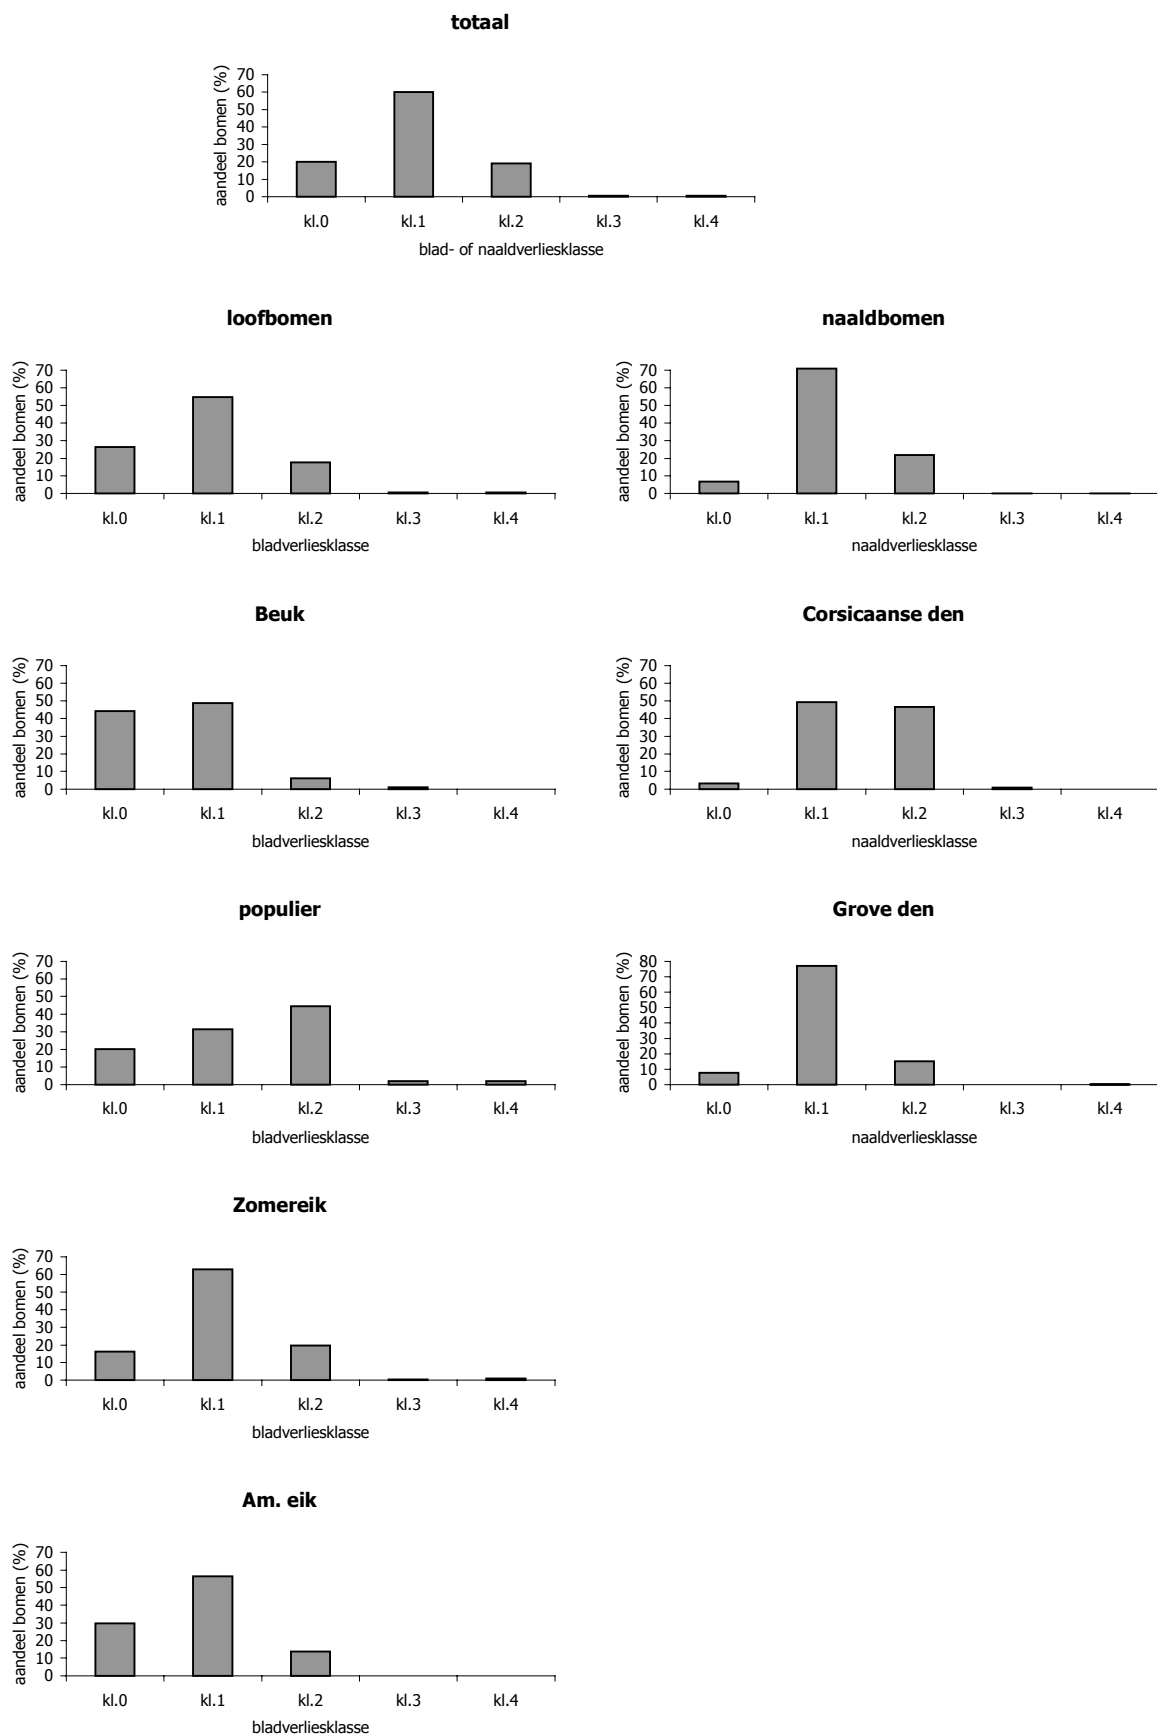 totaal
aandeel bomen (%)
70
60
50
40
30
20
10
0
kl.0 kl.1 kl.2 kl.3 kl.4
blad- of naaldverliesklasse
loofbomen
aandeel bomen (%)
70
60
50
40
30
20
10
0
kl.0 kl.1 kl.2 kl.3 kl.4
bladverliesklasse
naaldbomen
aandeel bomen (%)
70
60
50
40
30
20
10
0
kl.0 kl.1 kl.2 kl.3 kl.4
naaldverliesklasse
Beuk
aandeel bomen (%)
70
60
50
40
30
20
10
0
kl.0 kl.1 kl.2 kl.3 kl.4
bladverliesklasse
Corsicaanse den
aandeel bomen (%)
70
60
50
40
30
20
10
0
kl.0 kl.1 kl.2 kl.3 kl.4
naaldverliesklasse
populier
aandeel bomen (%)
70
60
50
40
30
20
10
0
kl.0 kl.1 kl.2 kl.3 kl.4
bladverliesklasse
Grove den
aandeel bomen (%)
80
70
60
50
40
30
20
10
0
kl.0 kl.1 kl.2 kl.3 kl.4
naaldverliesklasse
Zomereik
aandeel bomen (%)
70
60
50
40
30
20
10
0
kl.0 kl.1 kl.2 kl.3 kl.4
bladverliesklasse
Am. eik
aandeel bomen (%)
70
60
50
40
30
20
10
0
kl.0 kl.1 kl.2 kl.3 kl.4
bladverliesklasse